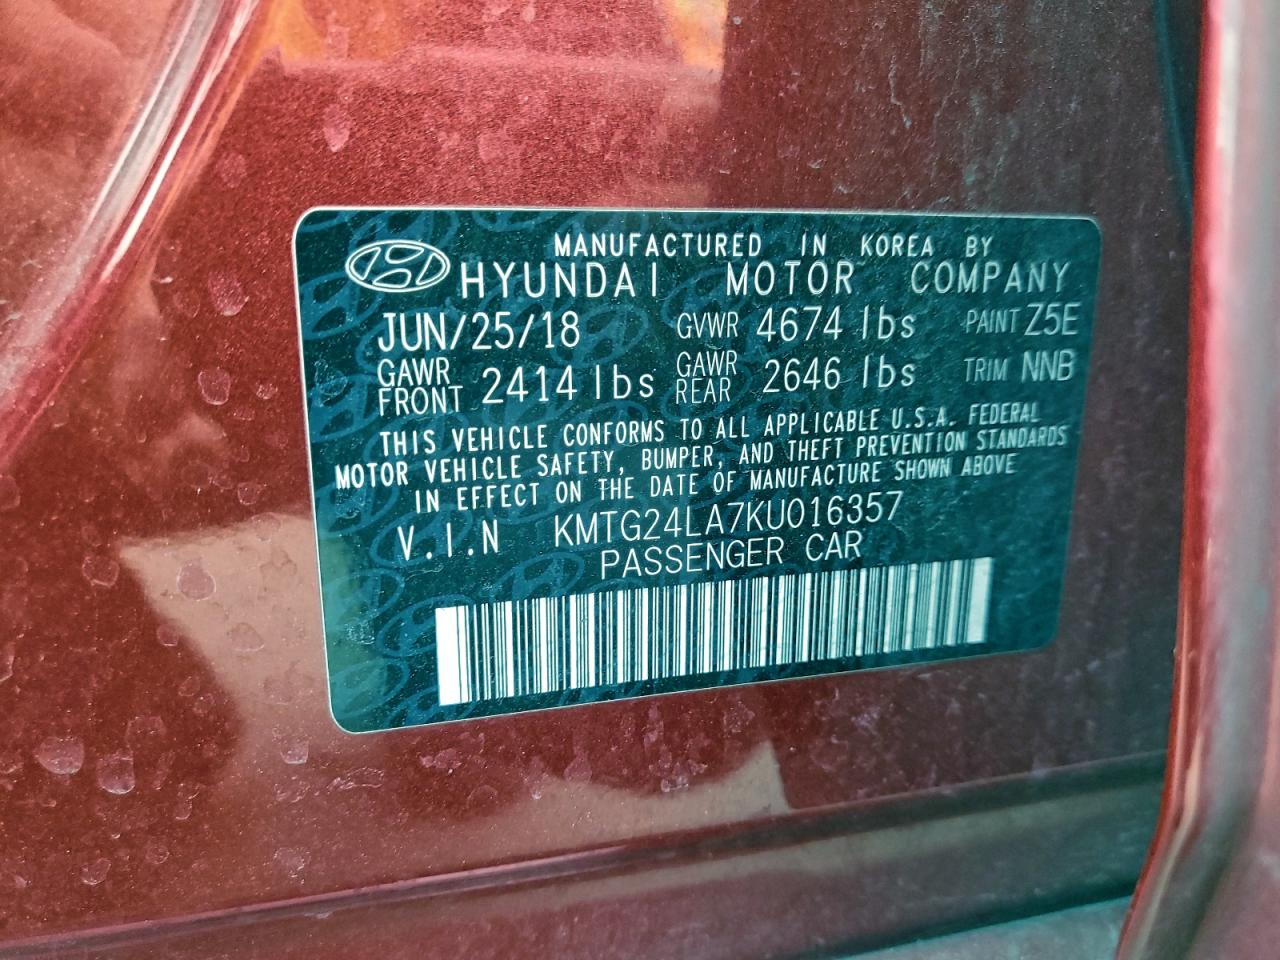 MANUFACTURED IN KOREA BY
HYUNDAI MOTOR COMPANY
JUN/25/18 GVWR 4674 lbs PAINT Z5E
GAWR FRONT 2414 lbs GAWR REAR 2646 lbs TRIM NNB
THIS VEHICLE CONFORMS TO ALL APPLICABLE U.S.A. FEDERAL
MOTOR VEHICLE SAFETY, BUMPER, AND THEFT PREVENTION STANDARDS
IN EFFECT ON THE DATE OF MANUFACTURE SHOWN ABOVE
V.I.N KMTG24LA7KU016357
PASSENGER CAR